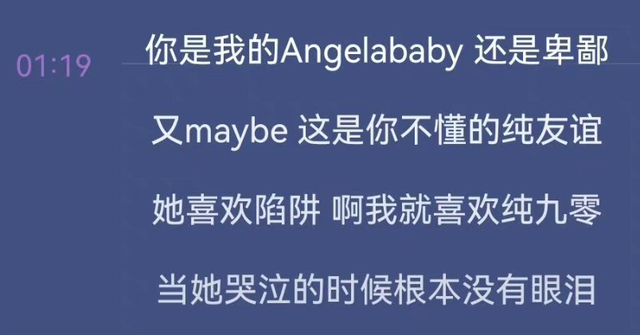 01:19
你是我的Angelababy 还是卑鄙
又maybe 这是你不懂的纯友谊
她喜欢陷阱 啊我就喜欢纯九零
当她哭泣的时候根本没有眼泪